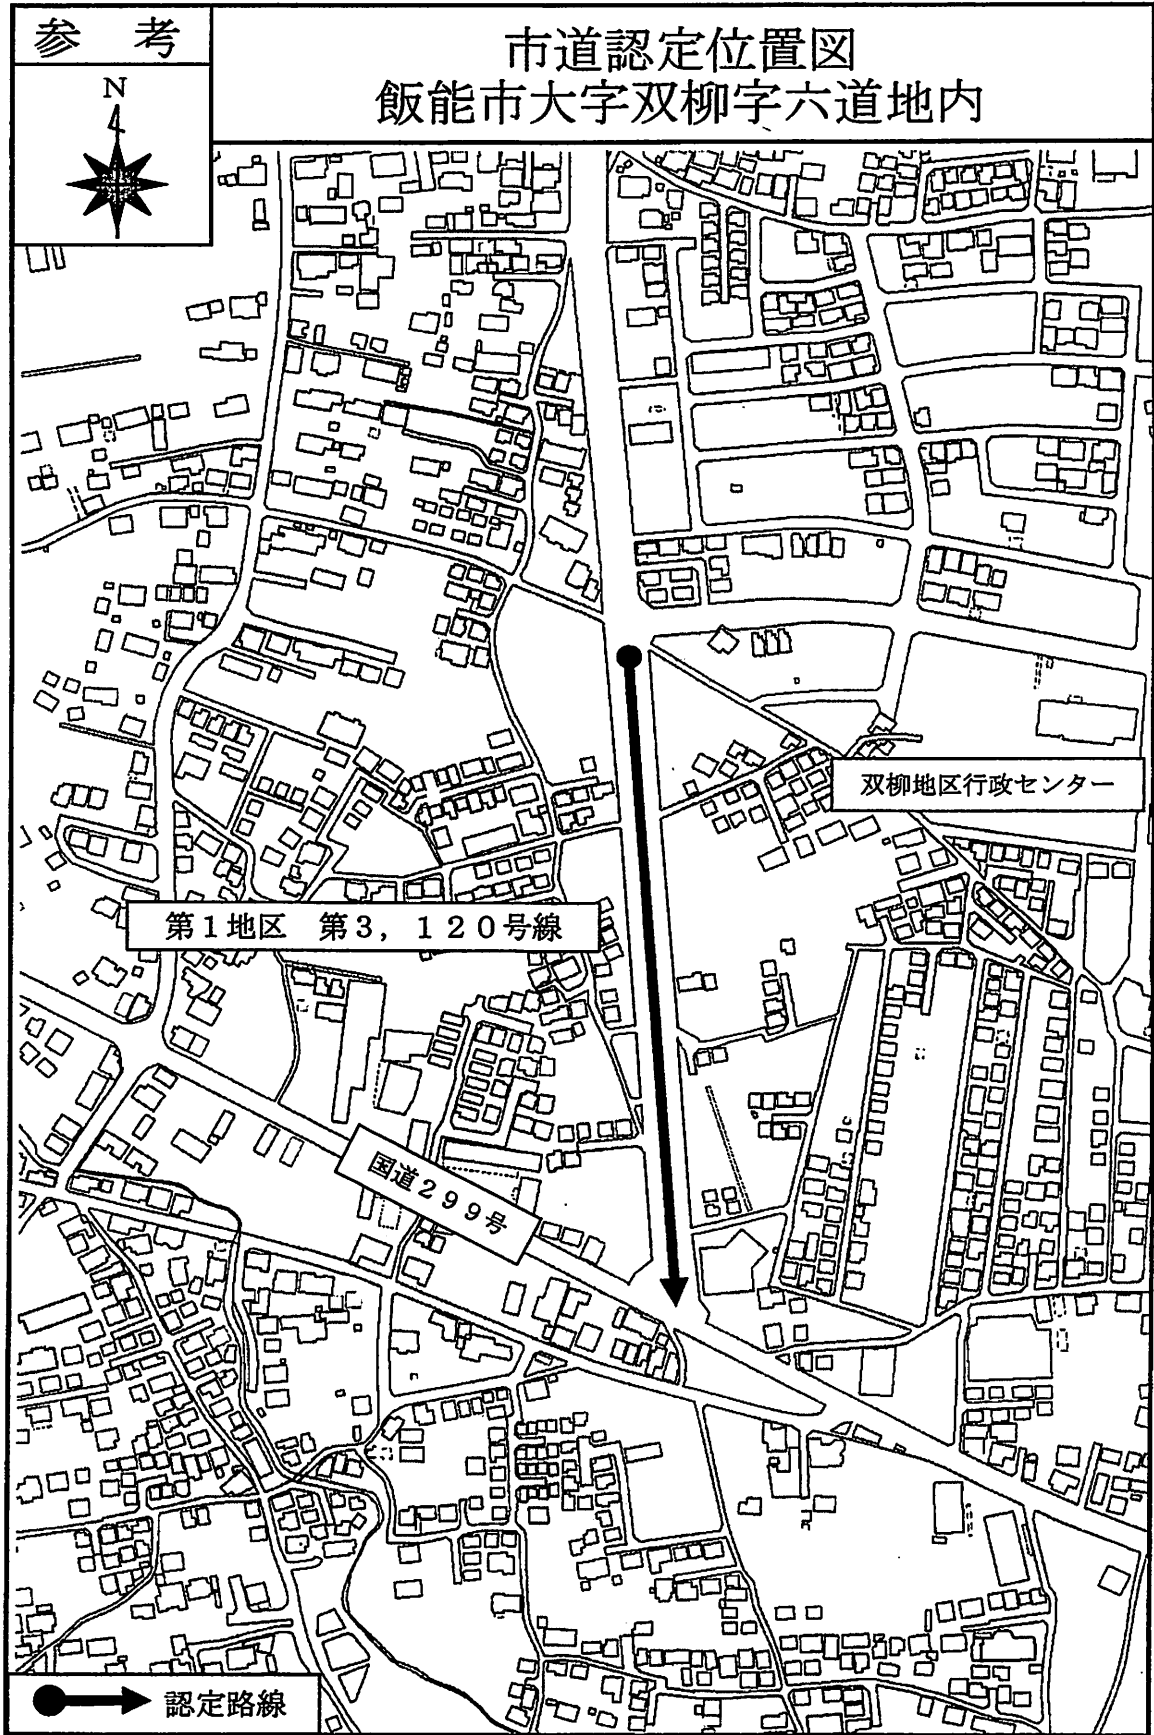 参 考
市道認定位置図
飯能市大字双柳字六道地内
N
双柳地区行政センター
第1地区 第3,120号線
国道299号
認定路線